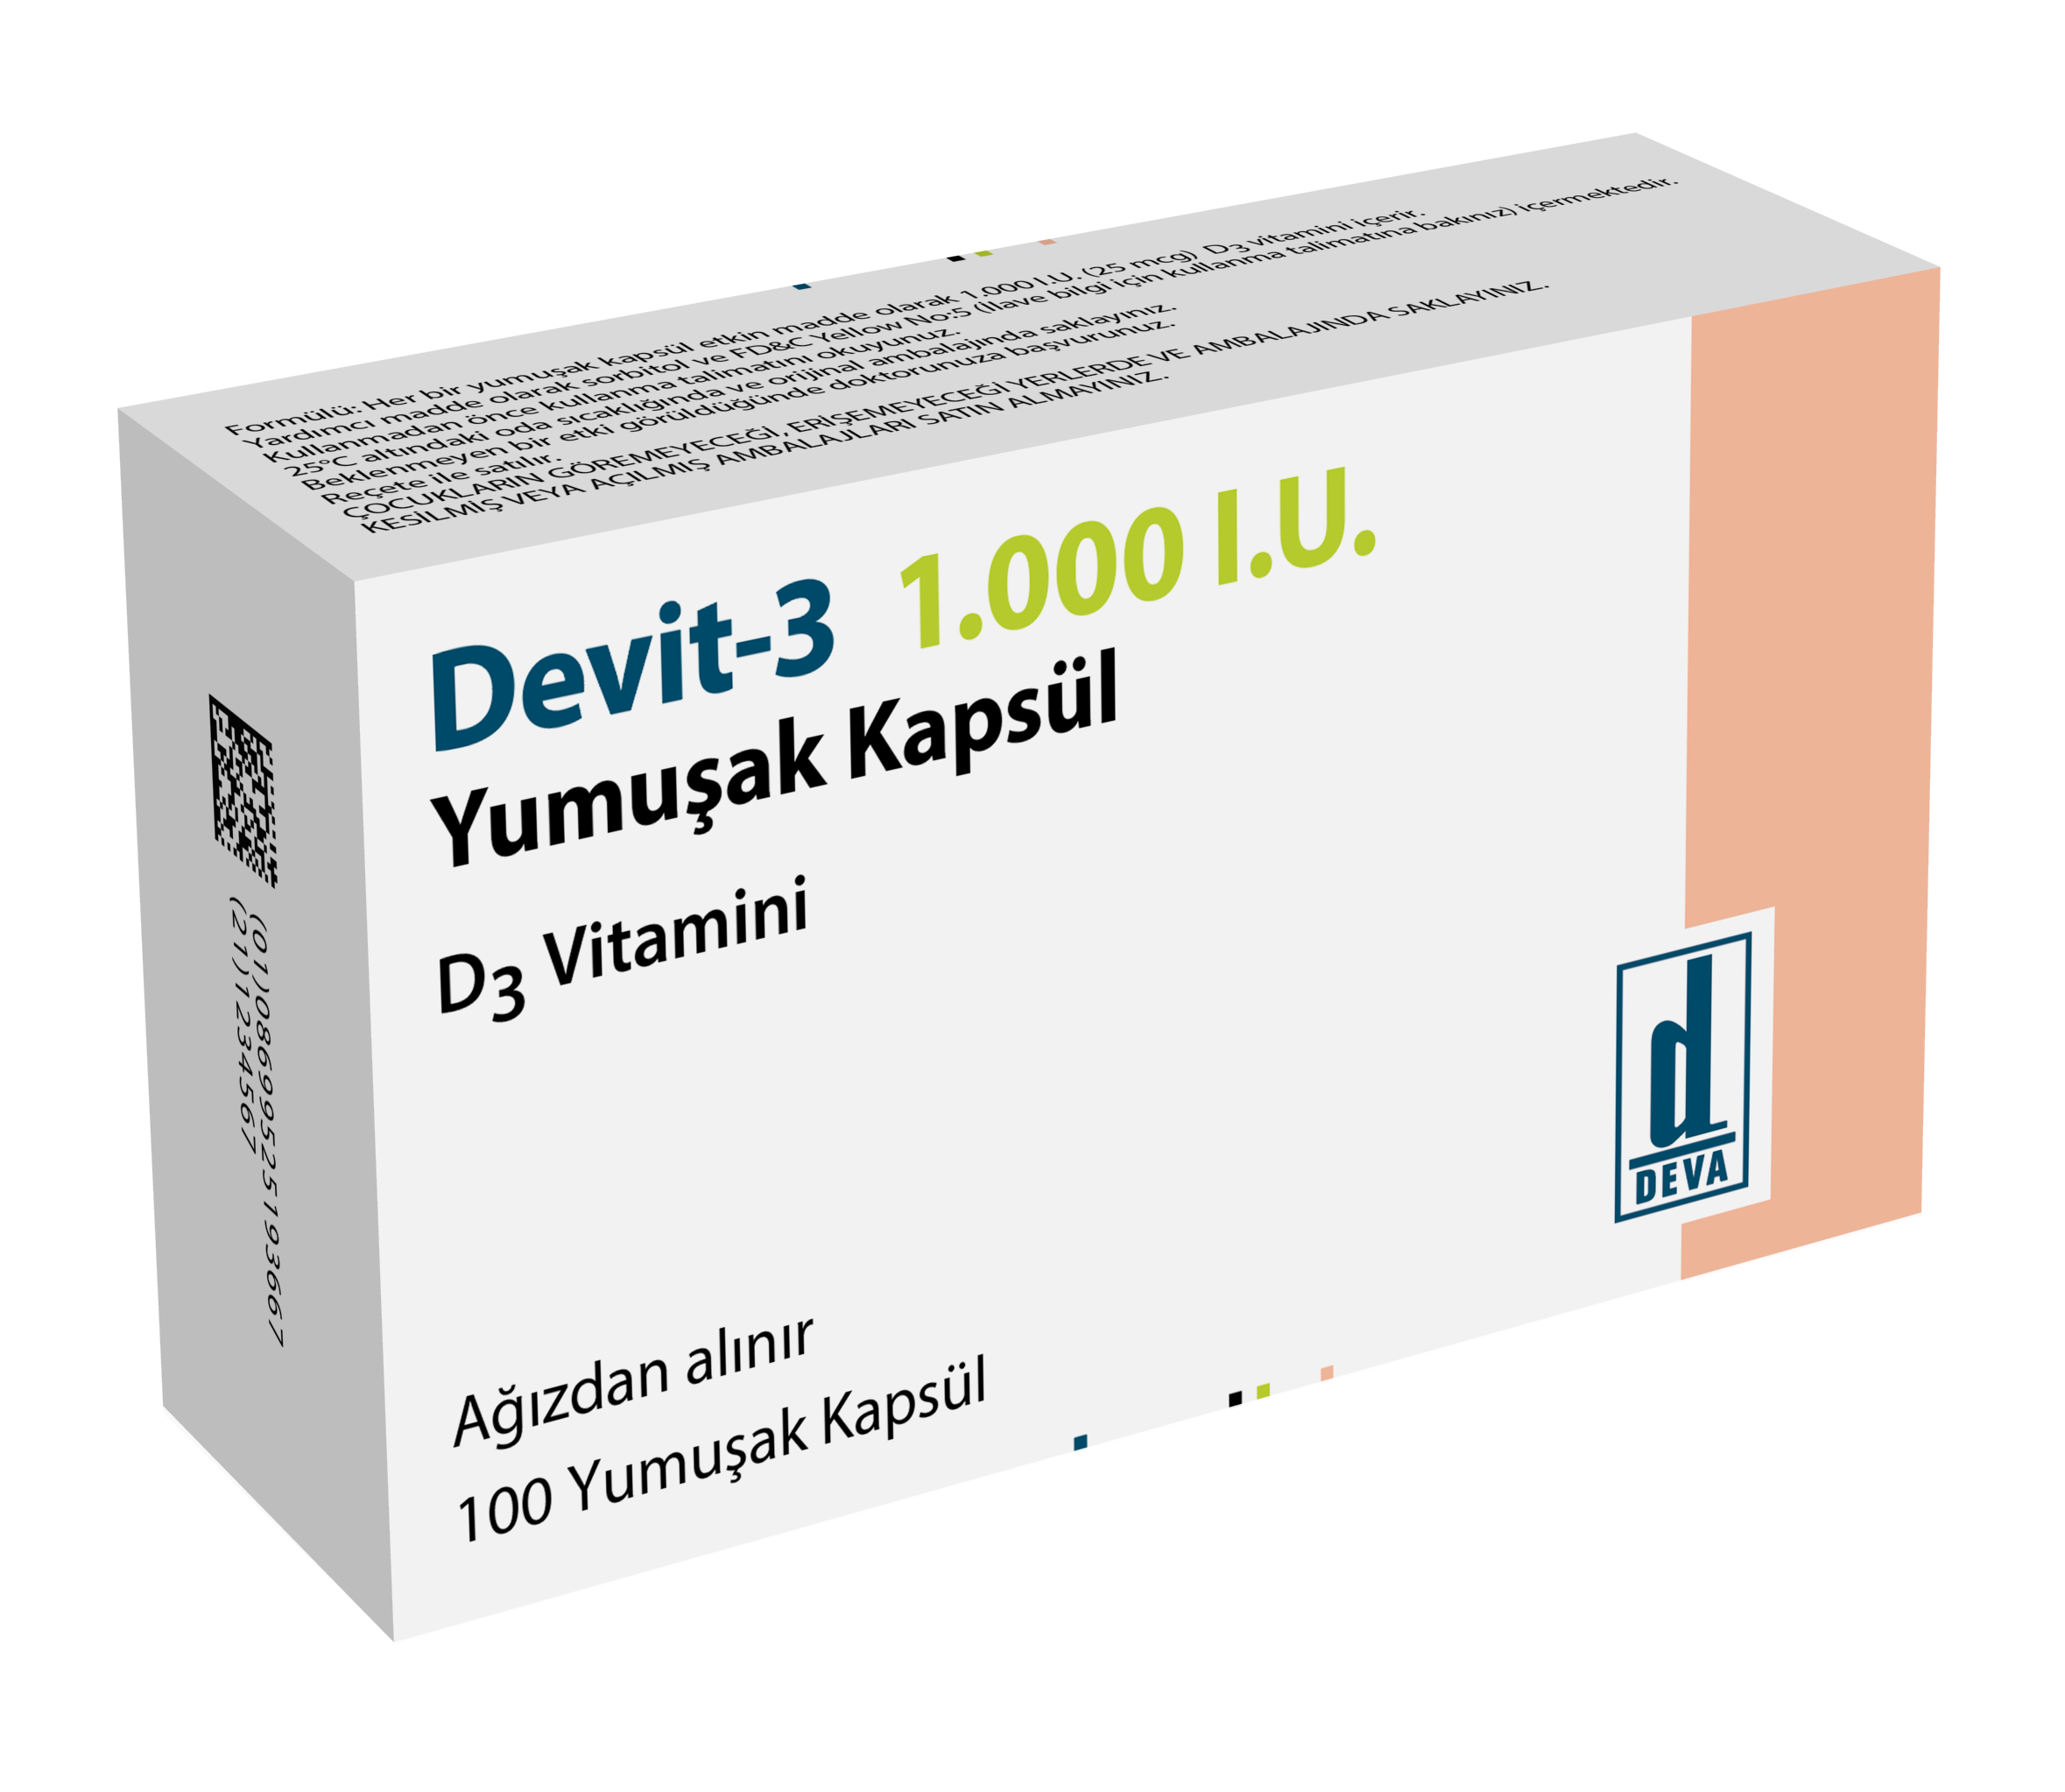 Formülü: Her bir yumuşak kapsül etkin madde olarak 1.000 I.U. (25 mcg) D3 vitamini içerir.
Yardımcı madde olarak sorbitol ve FD&C Yellow No:5 (İlave bilgi için kullanma talimatına bakınız) içermektedir.
Kullanmadan önce kullanma talimatını okuyunuz.
25°C altındaki oda sıcaklığında ve orijinal ambalajında saklayınız.
Beklenmeyen bir etki görüldüğünde doktorunuza başvurunuz.
Reçete ile satılır.
ÇOCUKLARIN GÖREMEYECEĞİ, ERİŞEMEYECEĞİ YERLERDE VE AMBALAJINDA SAKLAYINIZ.
KESİLMİŞ VEYA AÇILMIŞ AMBALAJLARI SATIN ALMAYINIZ.
Devit-3 1.000 I.U.
Yumuşak Kapsül
D3 Vitamini
Ağızdan alınır
100 Yumuşak Kapsül
d
DEVA
(01)08699525193667
(21)1234567